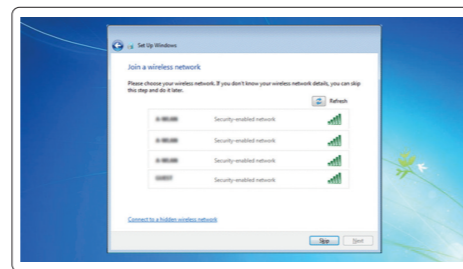 Set Up Windows
Join a wireless network
Please choose your wireless network. If you don't know your wireless network details, you can skip
this step and do it later.
Refresh
Security-enabled network
Security-enabled network
Security-enabled network
Security-enabled network
Connect to a hidden wireless network
Skip Next